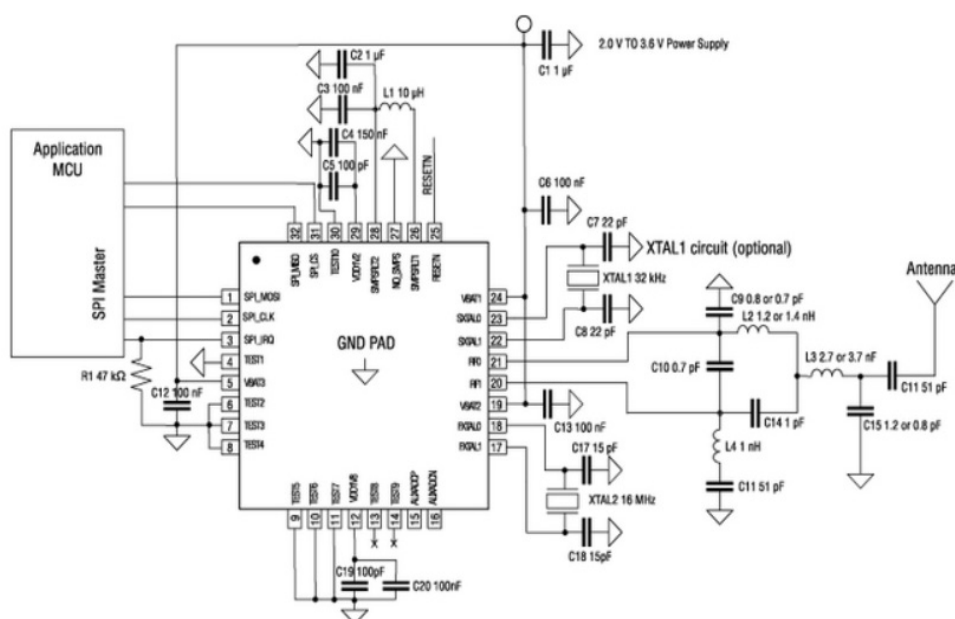 2.0 V TO 3.6 V Power Supply
C1 1 µF
C2 1 µF
C3 100 nF
L1 10 µH
C4 150 nF
C5 100 pF
RESETN
Application
MCU
SPI Master
32
31
30
29
28
27
26
25
SPI_MISO
SPI_CS
TEST10
VDD1V2
SMPSFILT2
NO_SMPS
SMPSFILT1
RESETN
1
SPI_MOSI
2
SPI_CLK
3
SPI_IRQ
4
TEST1
5
VBAT3
6
TEST2
7
TEST3
8
TEST4
GND PAD
R1 47 kΩ
C12 100 nF
VBAT1
24
SXTAL0
23
SXTAL1
22
RF0
21
RF1
20
VBAT2
19
FXTAL0
18
FXTAL1
17
TEST5
TEST6
TEST7
VDD1V8
TEST8
TEST9
ADC1
9
10
11
12
13
14
15
16
C6 100 nF
C7 22 pF
XTAL1 circuit (optional)
XTAL1 32 kHz
C8 22 pF
Antenna
C9 0.8 or 0.7 pF
L2 1.2 or 1.4 nH
C10 0.7 pF
L3 2.7 or 3.7 nF
C11 51 pF
C14 1 pF
C15 1.2 or 0.8 pF
L4 1 nH
C11 51 pF
C13 100 nF
C17 15 pF
XTAL2 16 MHz
C18 15pF
C19 100pF
C20 100nF